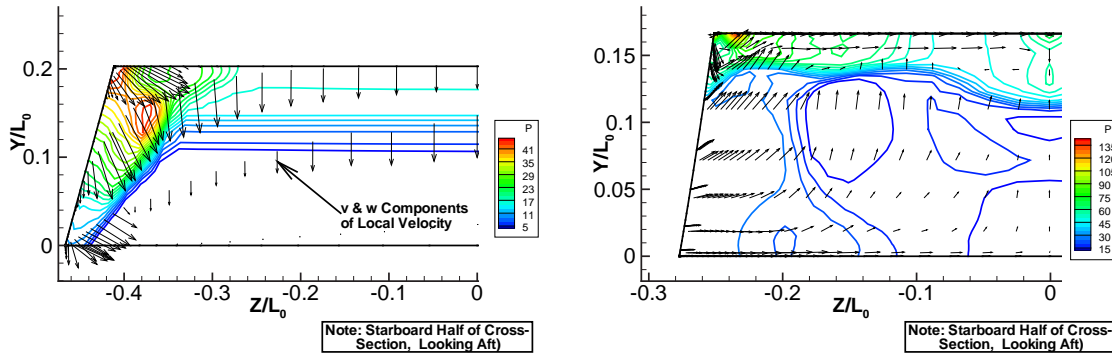 Y/L0
0.2
0.1
0
-0.4
-0.3
-0.2
-0.1
0
Z/L0
v & w Components
of Local Velocity
P
41
35
29
23
17
11
5
Note: Starboard Half of Cross-
Section, Looking Aft)
Y/L0
0.15
0.1
0.05
0
-0.3
-0.2
-0.1
0
Z/L0
P
135
120
105
90
75
60
45
30
15
Note: Starboard Half of Cross-
Section, Looking Aft)